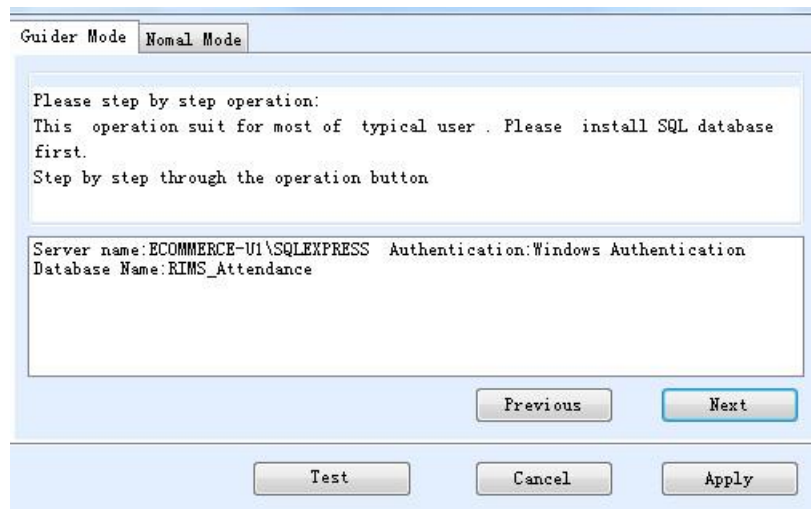 Guider Mode
Nomal Mode
Please step by step operation:
This operation suit for most of typical user . Please install SQL database
first.
Step by step through the operation button
Server name:ECOMMERCE-U1\SQLEXPRESS Authentication:Windows Authentication
Database Name:RIMS_Attendance
Previous
Next
Test
Cancel
Apply